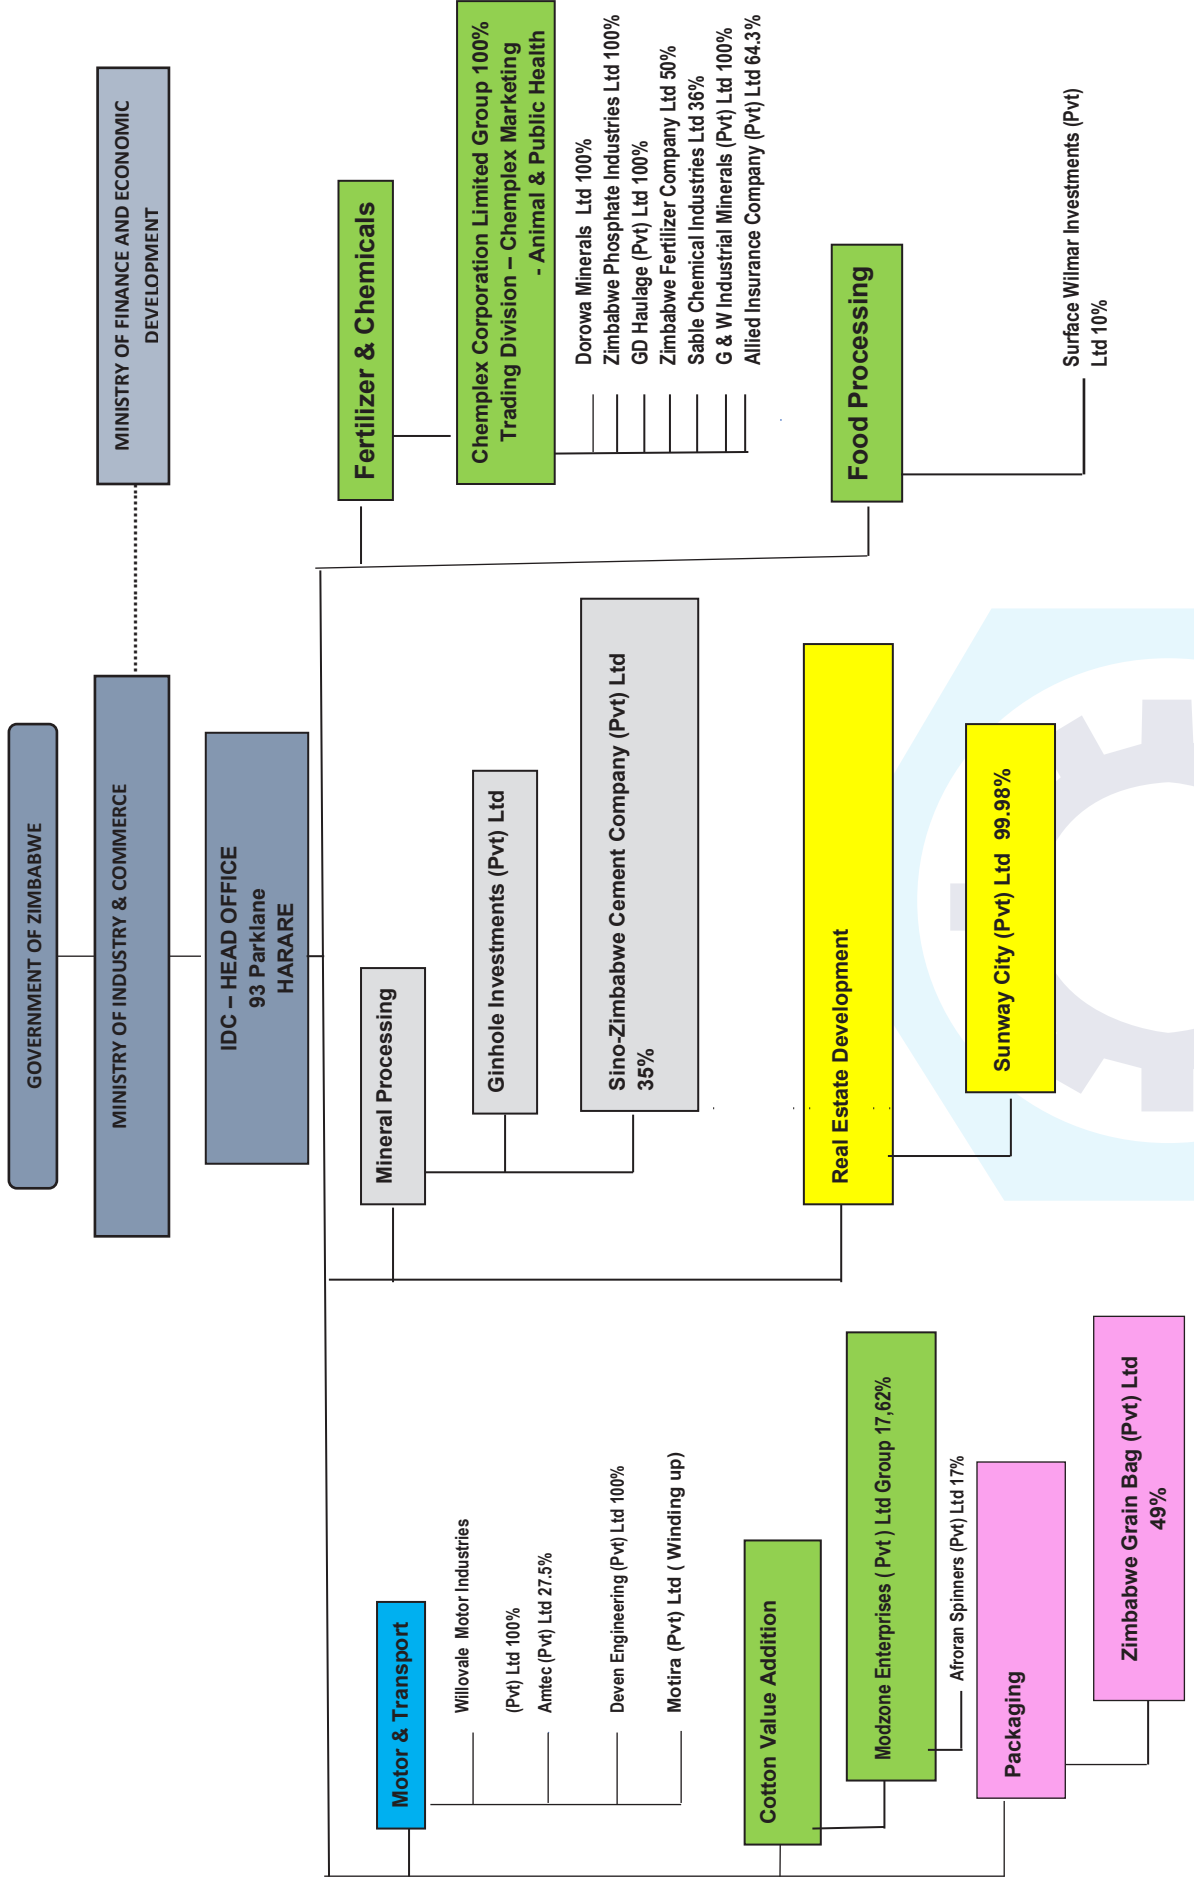 GOVERNMENT OF ZIMBABWE
MINISTRY OF INDUSTRY & COMMERCE
MINISTRY OF FINANCE AND ECONOMIC
DEVELOPMENT
IDC – HEAD OFFICE
93 Parklane
HARARE
Motor & Transport
Willovale Motor Industries
(Pvt) Ltd 100%
Amtec (Pvt) Ltd 27.5%
Deven Engineering (Pvt) Ltd 100%
Motira (Pvt) Ltd ( Winding up)
Cotton Value Addition
Modzone Enterprises ( Pvt ) Ltd Group 17,62%
Afroran Spinners (Pvt) Ltd 17%
Packaging
Zimbabwe Grain Bag (Pvt) Ltd
49%
Mineral Processing
Ginhole Investments (Pvt) Ltd
Sino-Zimbabwe Cement Company (Pvt) Ltd
35%
Real Estate Development
Sunway City (Pvt) Ltd 99.98%
Fertilizer & Chemicals
Chemplex Corporation Limited Group 100%
Trading Division – Chemplex Marketing
- Animal & Public Health
Dorowa Minerals Ltd 100%
Zimbabwe Phosphate Industries Ltd 100%
GD Haulage (Pvt) Ltd 100%
Zimbabwe Fertilizer Company Ltd 50%
Sable Chemical Industries Ltd 36%
G & W Industrial Minerals (Pvt) Ltd 100%
Allied Insurance Company (Pvt) Ltd 64.3%
Food Processing
Surface Wilmar Investments (Pvt)
Ltd 10%